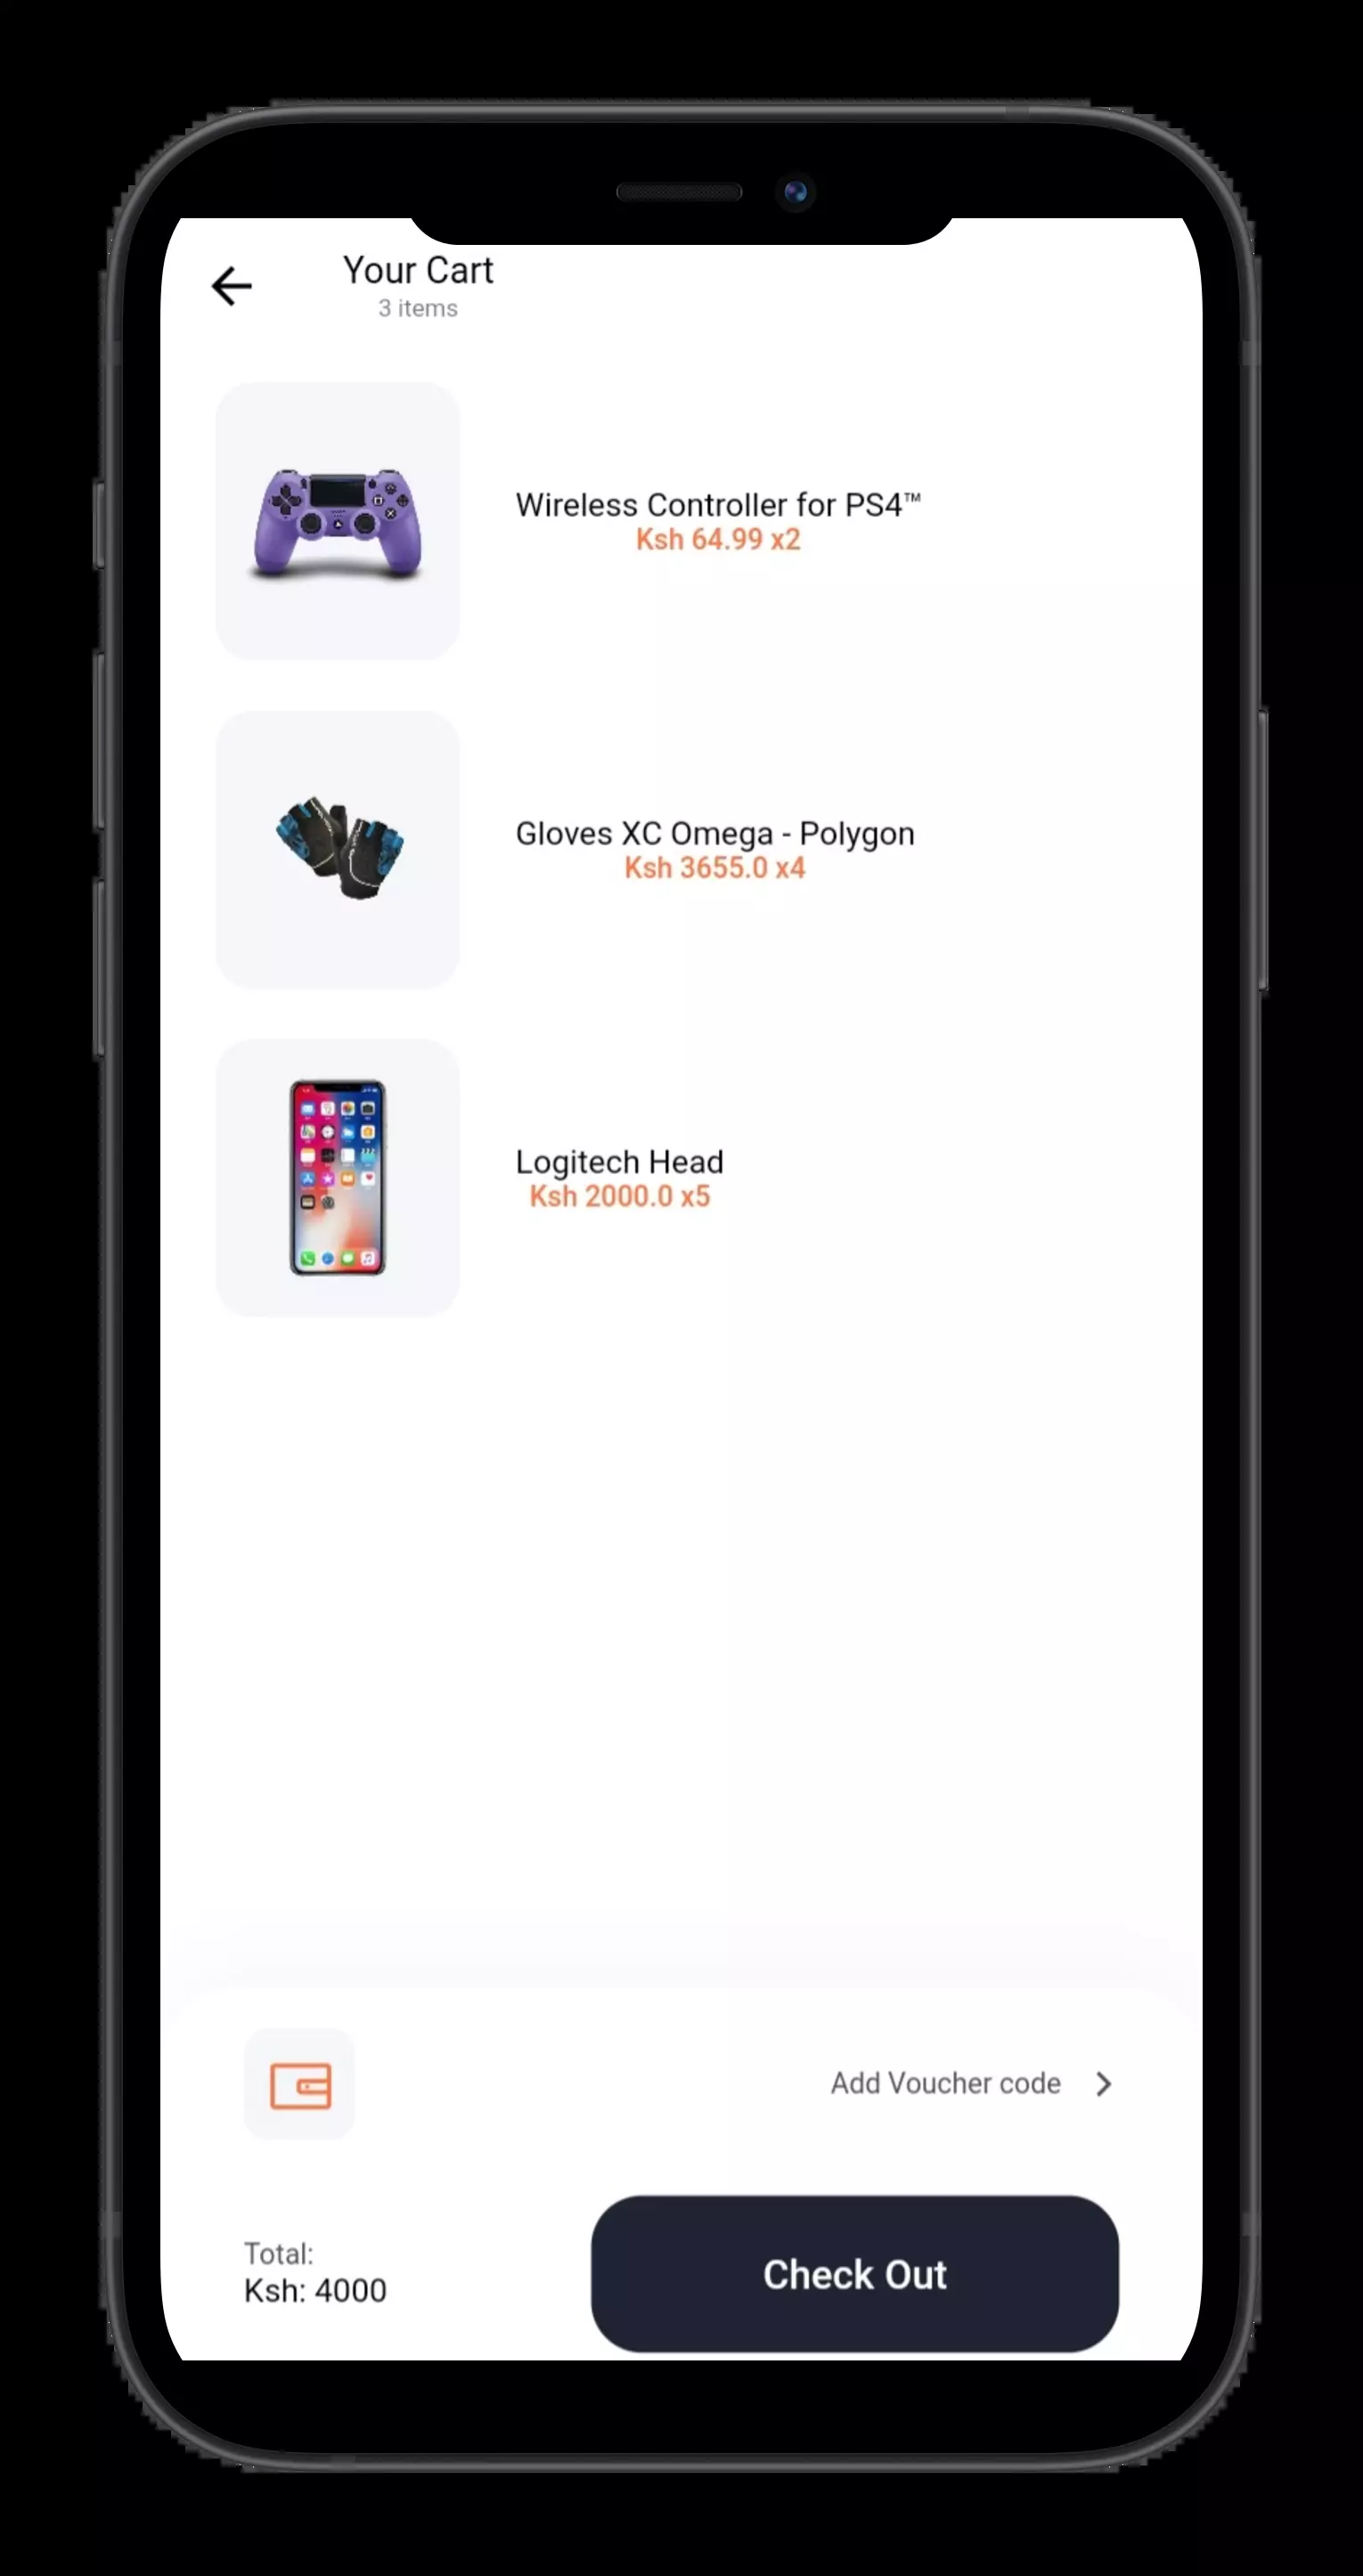 Your Cart
3 items
Wireless Controller for PS4™
Ksh 64.99 x2
Gloves XC Omega - Polygon
Ksh 3655.0 x4
Logitech Head
Ksh 2000.0 x5
Add Voucher code
Total:
Ksh: 4000
Check Out